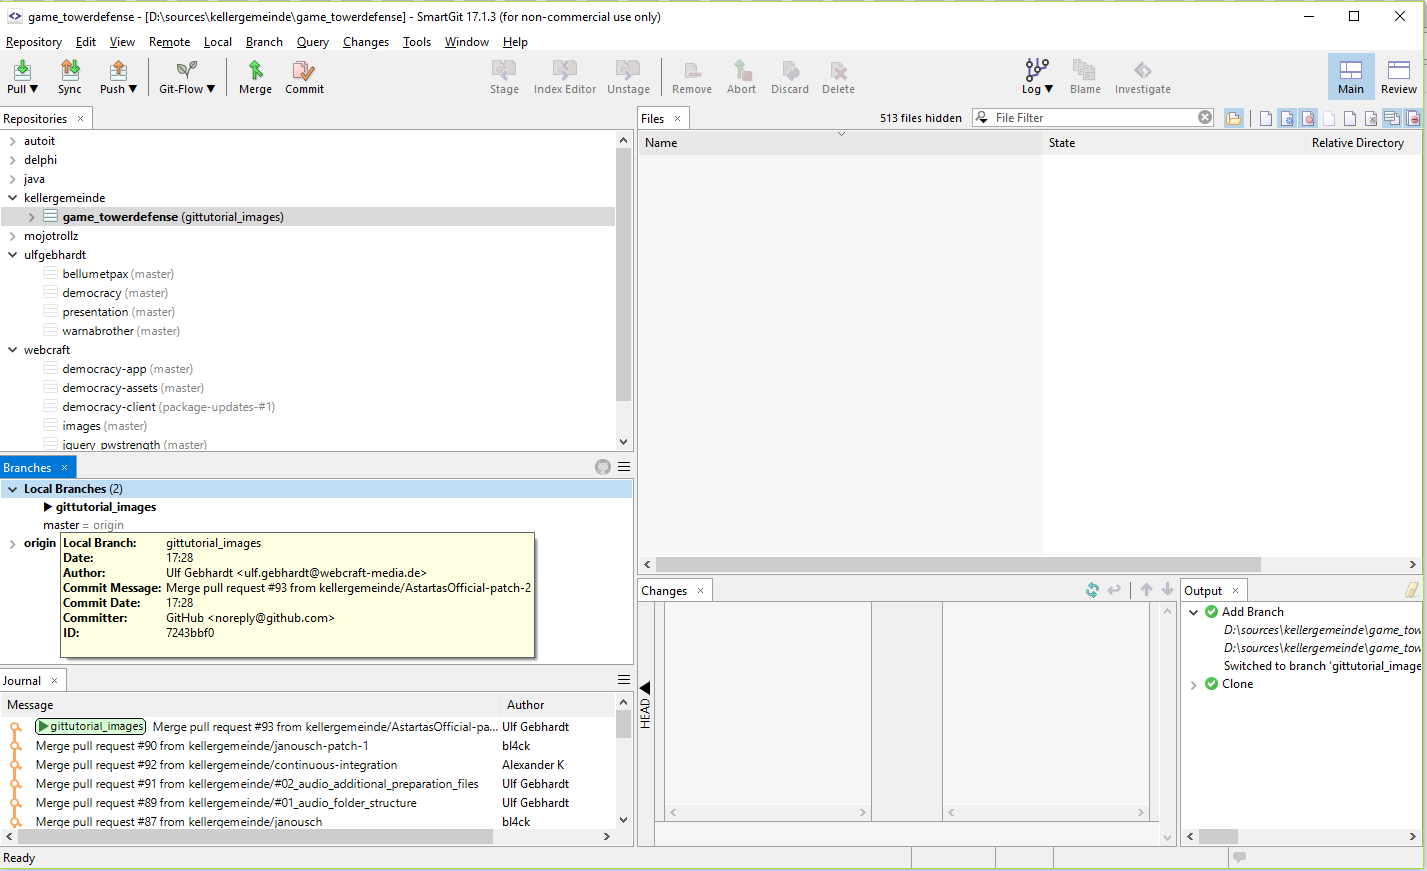 game_towerdefense - [D:\sources\kellergemeinde\game_towerdefense] - SmartGit 17.1.3 (for non-commercial use only)
Repository Edit View Remote Local Branch Query Changes Tools Window Help
Pull ▼ Sync Push ▼ Git-Flow ▼ Merge Commit Stage Index Editor Unstage Remove Abort Discard Delete Log ▼ Blame Investigate Main Review
Repositories
autoit
delphi
java
kellergemeinde
game_towerdefense (gittutorial_images)
mojotrollz
ulfgebhardt
bellumetpax (master)
democracy (master)
presentation (master)
warnabrother (master)
webcraft
democracy-app (master)
democracy-assets (master)
democracy-client (package-updates-#1)
images (master)
jquery_pwstrength (master)
Files 513 files hidden File Filter
Name State Relative Directory
Branches
Local Branches (2)
gittutorial_images
master = origin
origin
Local Branch: gittutorial_images
Date: 17:28
Author: Ulf Gebhardt <ulf.gebhardt@webcraft-media.de>
Commit Message: Merge pull request #93 from kellergemeinde/AstartasOfficial-patch-2
Commit Date: 17:28
Committer: GitHub <noreply@github.com>
ID: 7243bbf0
Journal
Message Author
gittutorial_images Merge pull request #93 from kellergemeinde/AstartasOfficial-pa... Ulf Gebhardt
Merge pull request #90 from kellergemeinde/janousch-patch-1 bl4ck
Merge pull request #92 from kellergemeinde/continuous-integration Alexander K
Merge pull request #91 from kellergemeinde/#02_audio_additional_preparation_files Ulf Gebhardt
Merge pull request #89 from kellergemeinde/#01_audio_folder_structure Ulf Gebhardt
Merge pull request #87 from kellergemeinde/janousch bl4ck
Changes
HEAD
Output
Add Branch
D:\sources\kellergemeinde\game_tow
D:\sources\kellergemeinde\game_tow
Switched to branch 'gittutorial_image
Clone
Ready